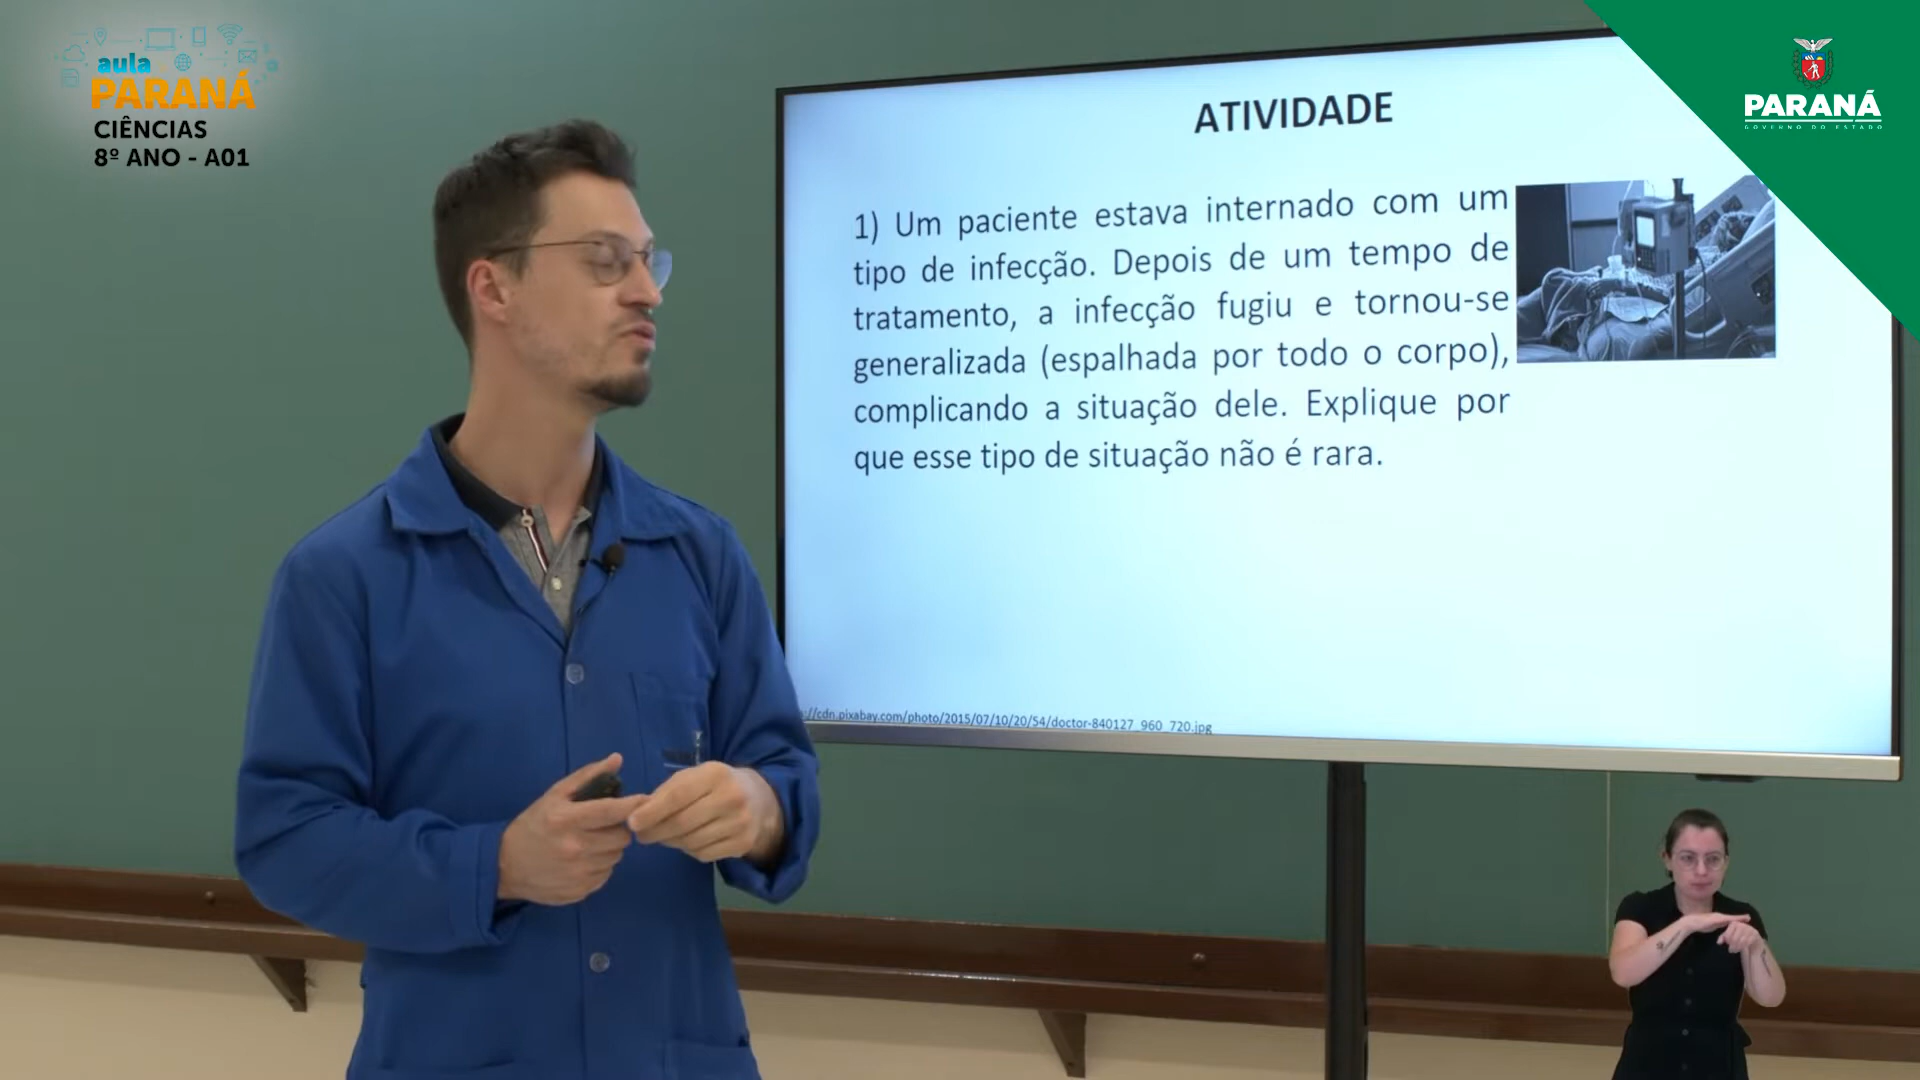 aula
PARANÁ
CIÊNCIAS
8º ANO - A01
PARANÁ
GOVERNO DO ESTADO
ATIVIDADE
1) Um paciente estava internado com um
tipo de infecção. Depois de um tempo de
tratamento, a infecção fugiu e tornou-se
generalizada (espalhada por todo o corpo),
complicando a situação dele. Explique por
que esse tipo de situação não é rara.
://cdn.pixabay.com/photo/2015/07/10/20/54/doctor-840127_960_720.jpg